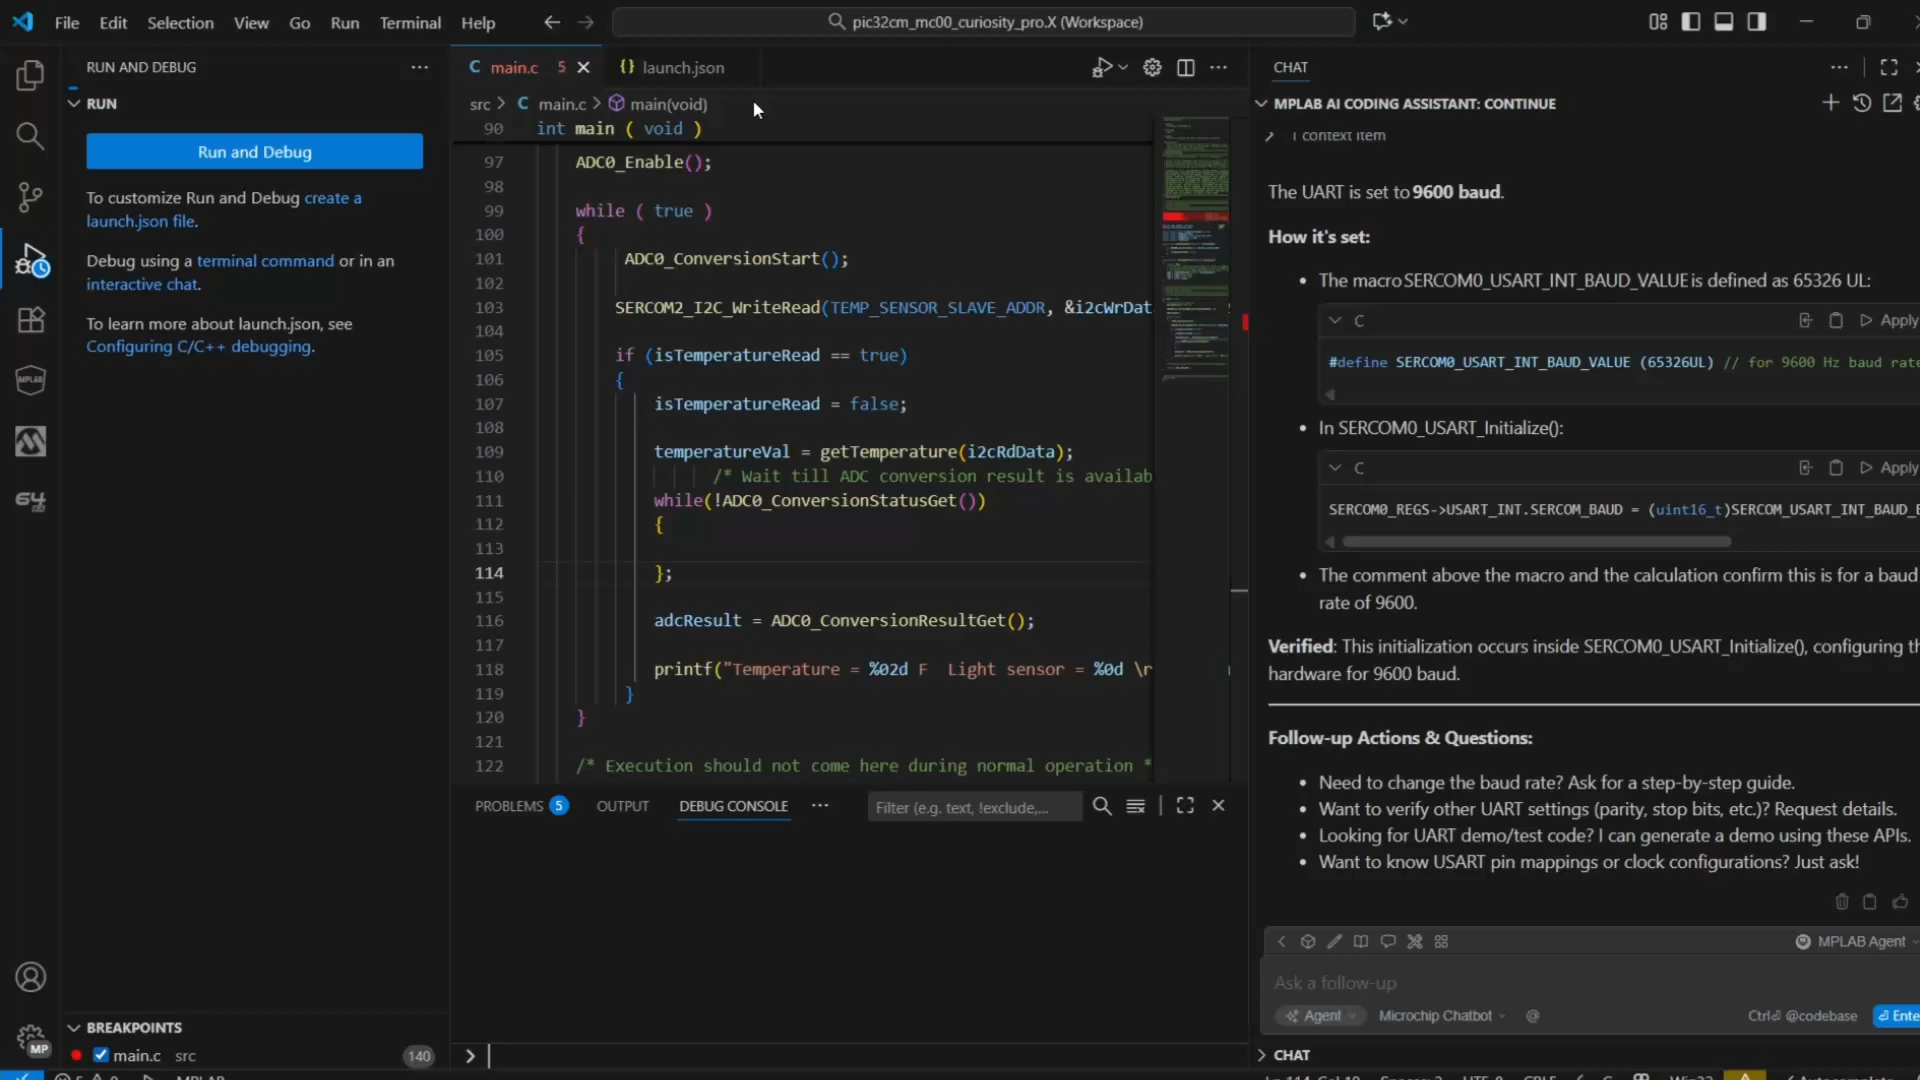 File Edit Selection View Go Run Terminal Help
pic32cm_mc00_curiosity_pro.X (Workspace)
RUN AND DEBUG
RUN
Run and Debug
To customize Run and Debug create a
launch.json file.
Debug using a terminal command or in an
interactive chat.
To learn more about launch.json, see
Configuring C/C++ debugging.
BREAKPOINTS
main.c src 140
C main.c 5
{} launch.json
src > C main.c > main(void)
90 int main ( void )
97 ADC0_Enable();
98
99 while ( true )
100 {
101 ADC0_ConversionStart();
102
103 SERCOM2_I2C_WriteRead(TEMP_SENSOR_SLAVE_ADDR, &i2cWrDat
104
105 if (isTemperatureRead == true)
106 {
107 isTemperatureRead = false;
108
109 temperatureVal = getTemperature(i2cRdData);
110 /* Wait till ADC conversion result is availab
111 while(!ADC0_ConversionStatusGet())
112 {
113
114 };
115
116 adcResult = ADC0_ConversionResultGet();
117
118 printf("Temperature = %02d F  Light sensor = %0d \r
119 }
120 }
121
122 /* Execution should not come here during normal operation *
PROBLEMS 5 OUTPUT DEBUG CONSOLE
Filter (e.g. text, !exclude,...
CHAT
MPLAB AI CODING ASSISTANT: CONTINUE
1 context item
The UART is set to 9600 baud.
How it's set:
• The macro SERCOM0_USART_INT_BAUD_VALUE is defined as 65326 UL:
C Apply
#define SERCOM0_USART_INT_BAUD_VALUE (65326UL) // for 9600 Hz baud rate
• In SERCOM0_USART_Initialize():
C Apply
SERCOM0_REGS->USART_INT.SERCOM_BAUD = (uint16_t)SERCOM_USART_INT_BAUD_
• The comment above the macro and the calculation confirm this is for a baud
rate of 9600.
Verified: This initialization occurs inside SERCOM0_USART_Initialize(), configuring th
hardware for 9600 baud.
Follow-up Actions & Questions:
• Need to change the baud rate? Ask for a step-by-step guide.
• Want to verify other UART settings (parity, stop bits, etc.)? Request details.
• Looking for UART demo/test code? I can generate a demo using these APIs.
• Want to know USART pin mappings or clock configurations? Just ask!
MPLAB Agent
Ask a follow-up
Agent Microchip Chatbot @ Ctrl⏎ @codebase ⏎ Ente
CHAT
MPLAB
MP
64